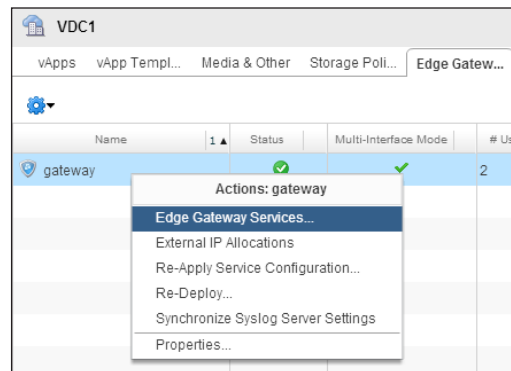 VDC1
vApps vApp Templ... Media & Other Storage Poli... Edge Gatew...
Name 1 Status Multi-Interface Mode # Us
gateway 2
Actions: gateway
Edge Gateway Services...
External IP Allocations
Re-Apply Service Configuration...
Re-Deploy...
Synchronize Syslog Server Settings
Properties...